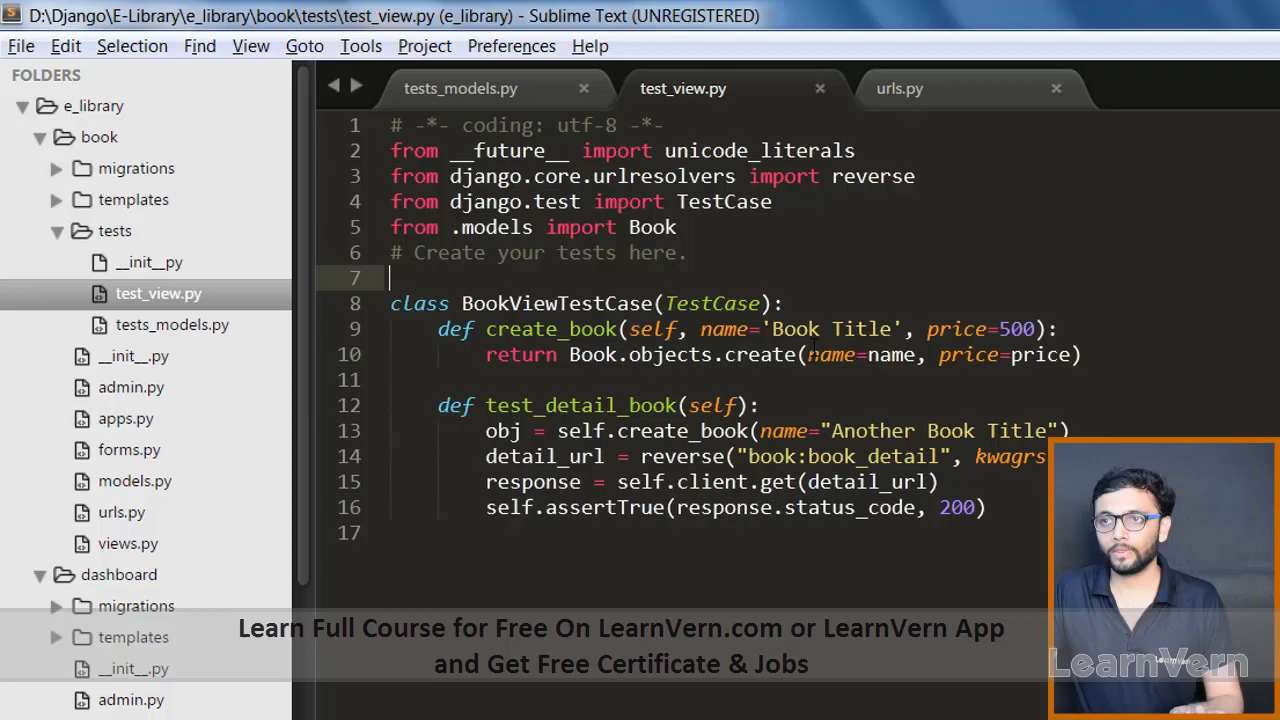 D:\Django\E-Library\e_library\book\tests\test_view.py (e_library) - Sublime Text (UNREGISTERED)
File Edit Selection Find View Goto Tools Project Preferences Help
FOLDERS
e_library
book
migrations
templates
tests
__init__py
test_view.py
tests_models.py
__init__.py
admin.py
apps.py
forms.py
models.py
urls.py
views.py
dashboard
migrations
templates
__init__.py
admin.py
tests_models.py test_view.py urls.py
1 # -*- coding: utf-8 -*-
2 from __future__ import unicode_literals
3 from django.core.urlresolvers import reverse
4 from django.test import TestCase
5 from .models import Book
6 # Create your tests here.
7
8 class BookViewTestCase(TestCase):
9 def create_book(self, name='Book Title', price=500):
10 return Book.objects.create(name=name, price=price)
11
12 def test_detail_book(self):
13 obj = self.create_book(name="Another Book Title")
14 detail_url = reverse("book:book_detail", kwagrs
15 response = self.client.get(detail_url)
16 self.assertTrue(response.status_code, 200)
17
Learn Full Course for Free On LearnVern.com or LearnVern App
and Get Free Certificate & Jobs
LearnVern